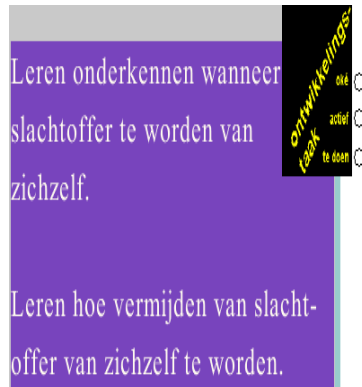 Leren onderkennen wanneer
slachtoffer te worden van
zichzelf.
Leren hoe vermijden van slacht-
offer van zichzelf te worden.
ontwikkelings-
taak
oké
actief
te doen